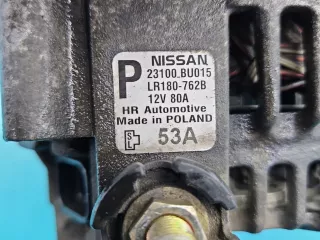 P NISSAN
23100.BU015
LR180-762B
12V 80A
HR Automotive
Made in POLAND
53A